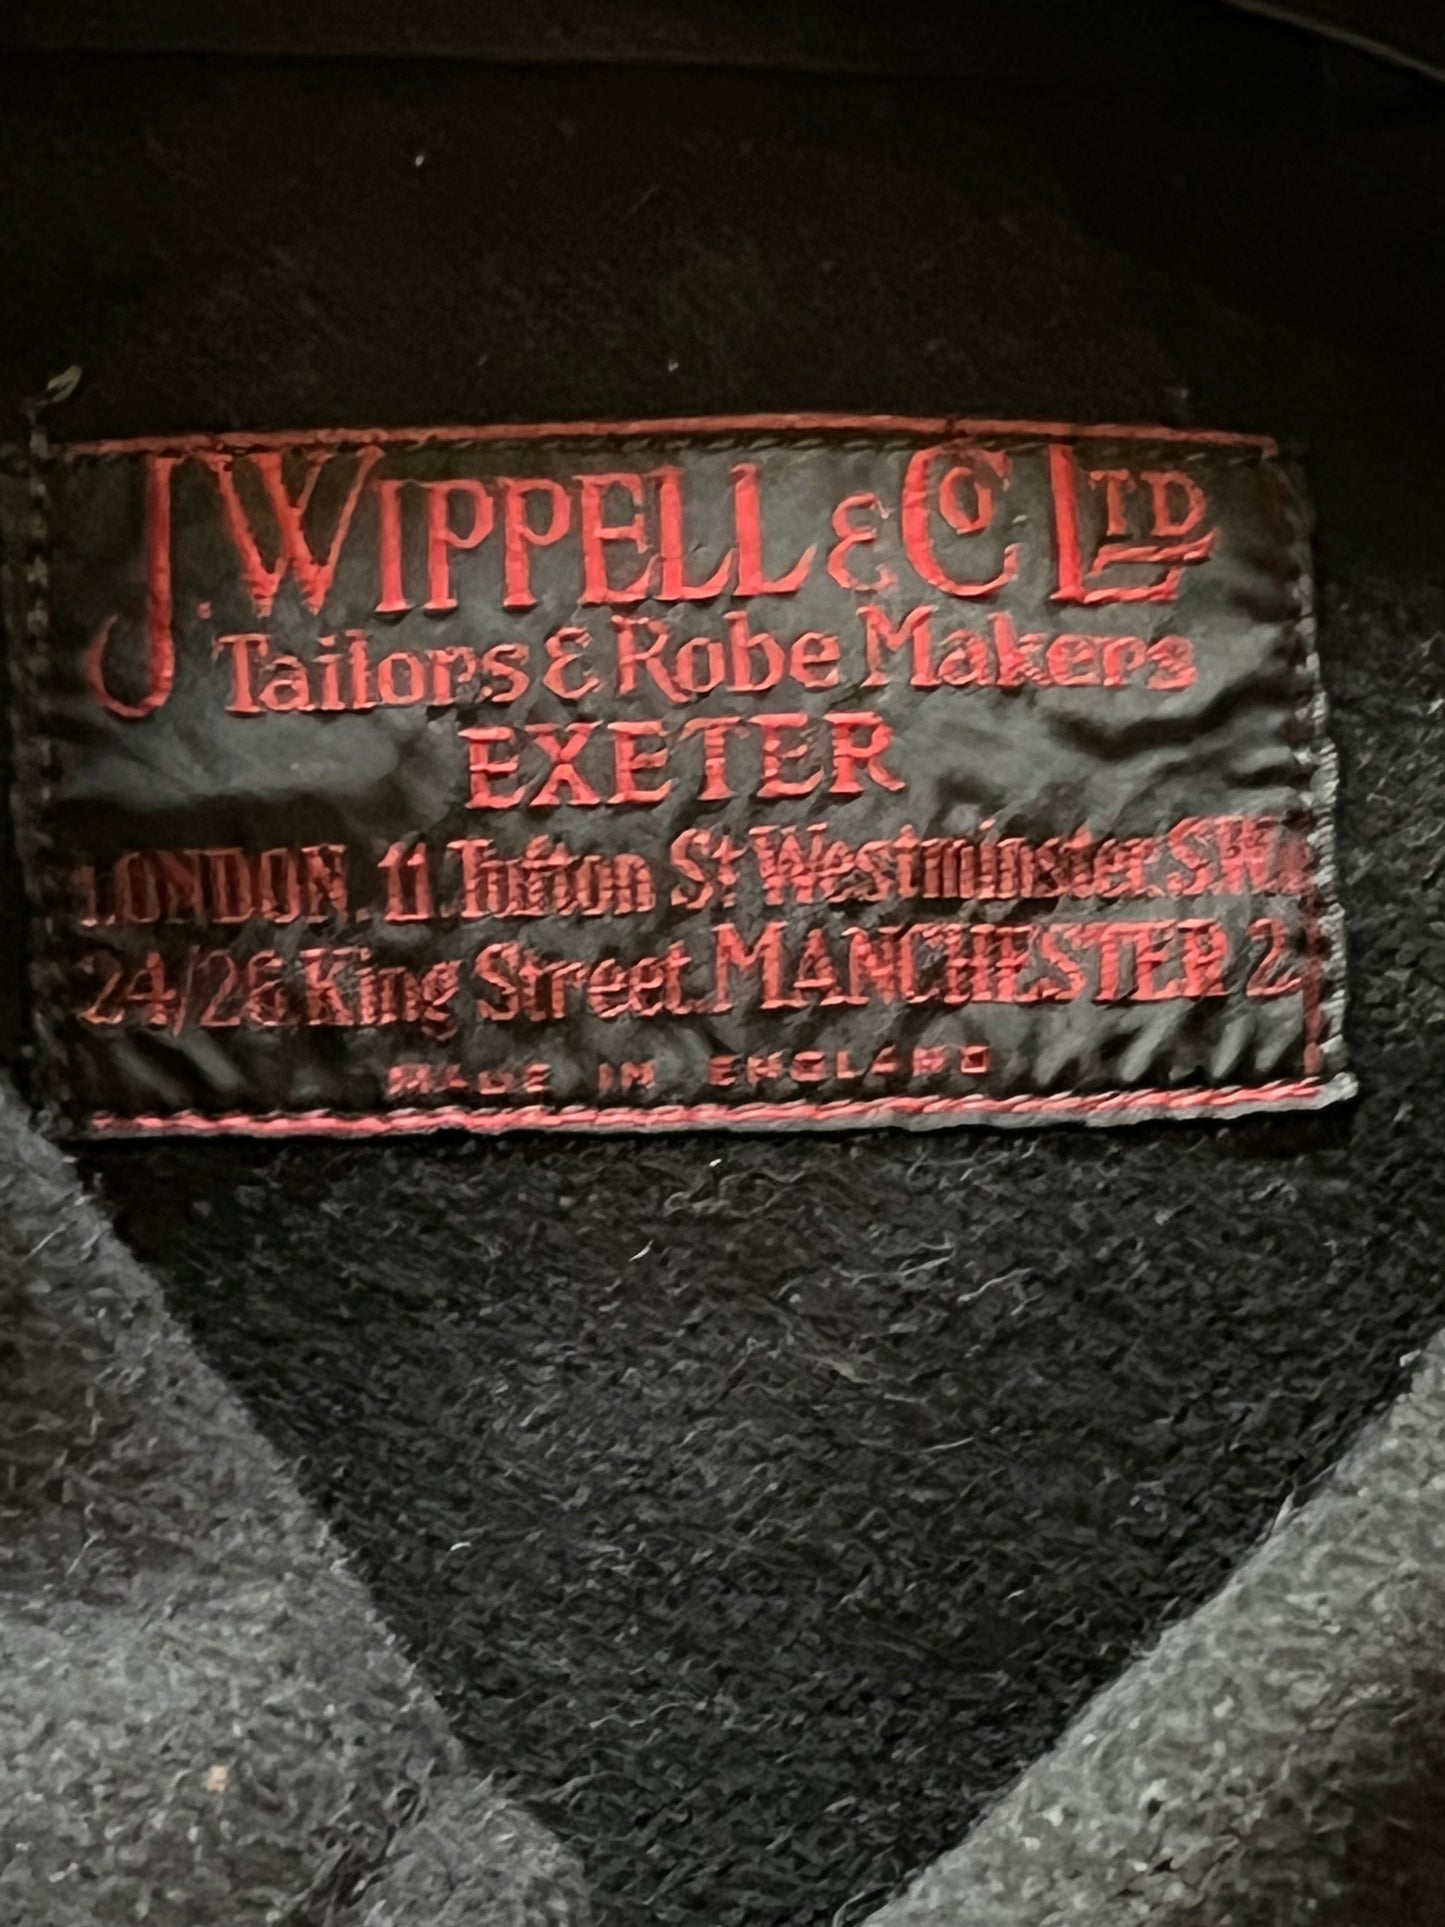 J. WIPPELL & CO LTD
Tailors & Robe Makers
EXETER
LONDON. 11. Tufton St Westminster. S.W.1
24/26 King Street. MANCHESTER 2.
MADE IN ENGLAND